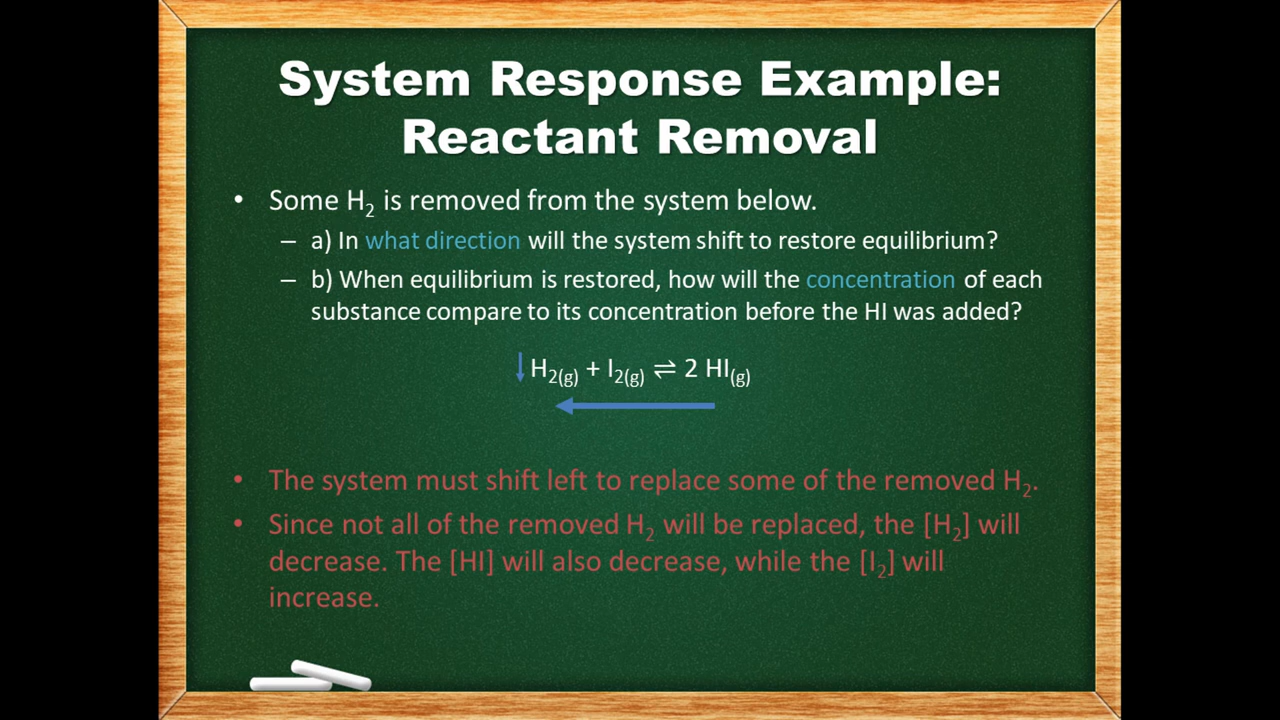 System Response Example:
Reactant Removal
• Some H₂ is removed from the system below.
– a) In what direction will the system shift to restore equilibrium?
– b) When equilibrium is restored, how will the concentration of each
substance compare to its concentration before the HI was added?
↓H₂(g) + I₂(g) ⇌ 2 HI(g)
• The system must shift left to replace some of the removed H₂.
• Since not all of the removed H₂ will be replaced, the [H₂] will
decrease. The [HI] will also decrease, while the [I₂] will
increase.